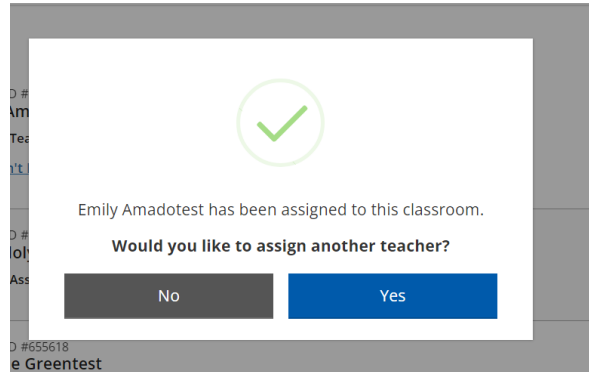 Emily Amadotest has been assigned to this classroom.
Would you like to assign another teacher?
No
Yes
#655618
Greentest